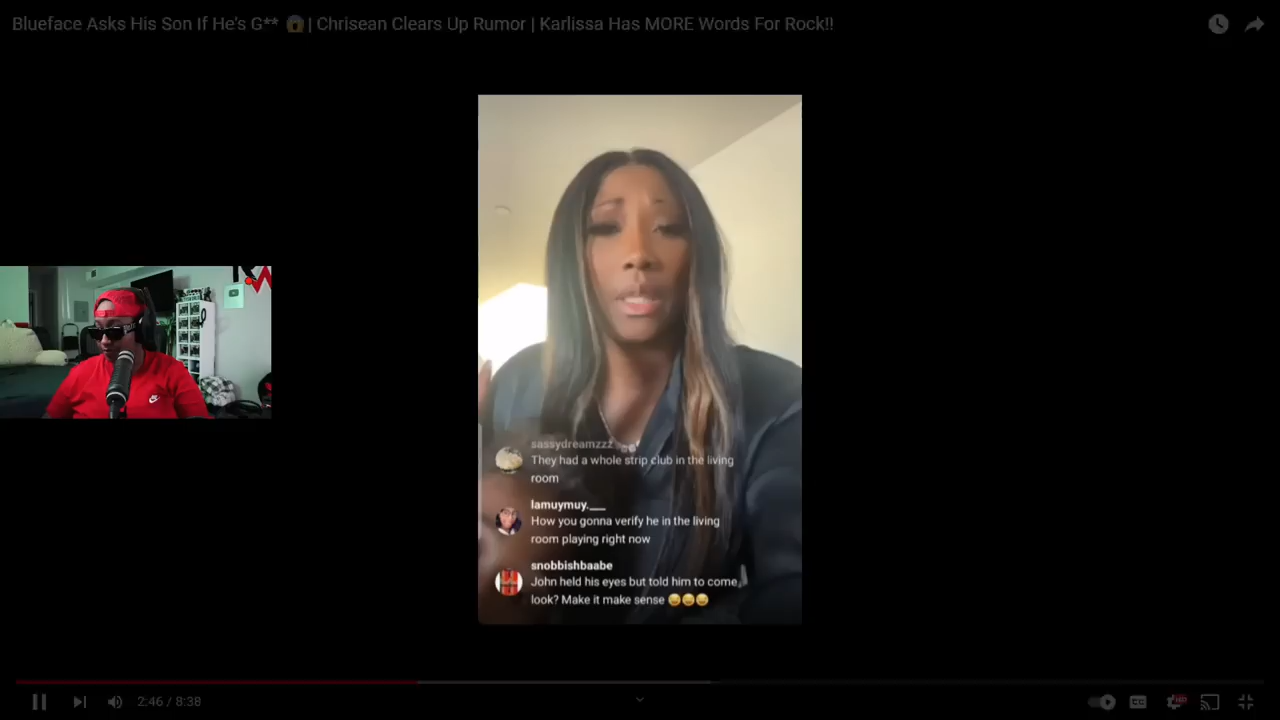 Blueface Asks His Son If He's G** 😱 | Chrisean Clears Up Rumor | Karlissa Has MORE Words For Rock!!
sassydreamzzz
They had a whole strip club in the living
room
lamuymuy.___
How you gonna verify he in the living
room playing right now
snobbishbaabe
John held his eyes but told him to come
look? Make it make sense 😄😄😄
2:46 / 8:38
CC
HD